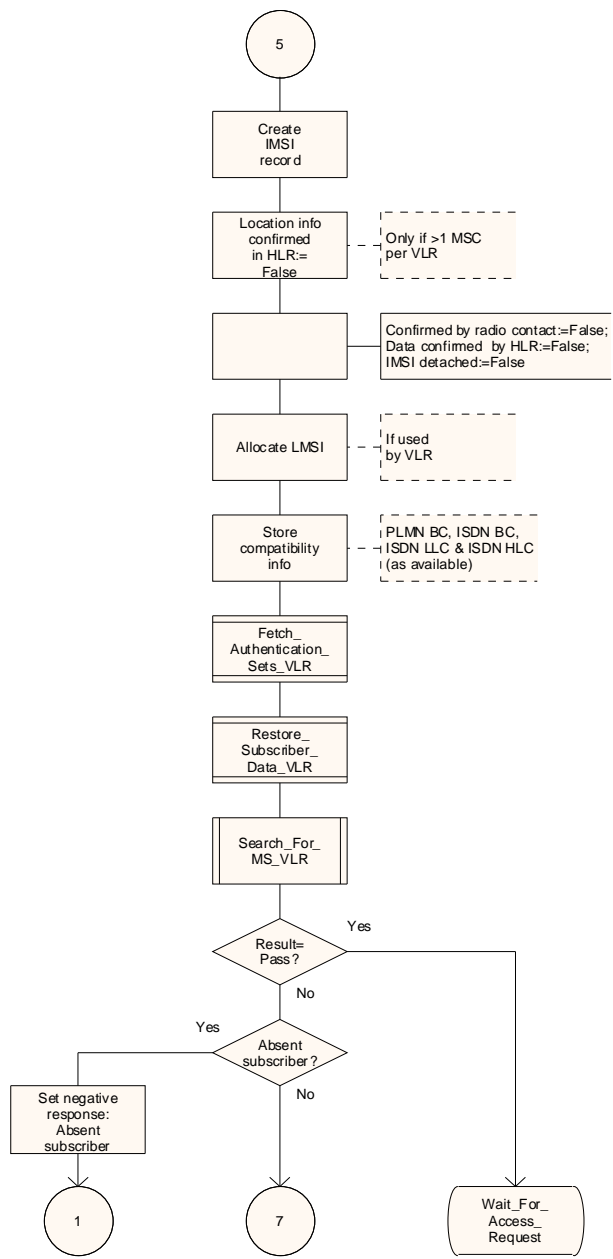 5
Create
IMSI
record
Location info
confirmed
in HLR:=
False
Only if >1 MSC
per VLR
Confirmed by radio contact:=False;
Data confirmed by HLR:=False;
IMSI detached:=False
Allocate LMSI
If used
by VLR
Store
compatibility
info
PLMN BC, ISDN BC,
ISDN LLC & ISDN HLC
(as available)
Fetch_
Authentication_
Sets_VLR
Restore_
Subscriber_
Data_VLR
Search_For_
MS_VLR
Result=
Pass?
Yes
No
Absent
subscriber?
Yes
No
Set negative
response:
Absent
subscriber
1
7
Wait_For_
Access_
Request